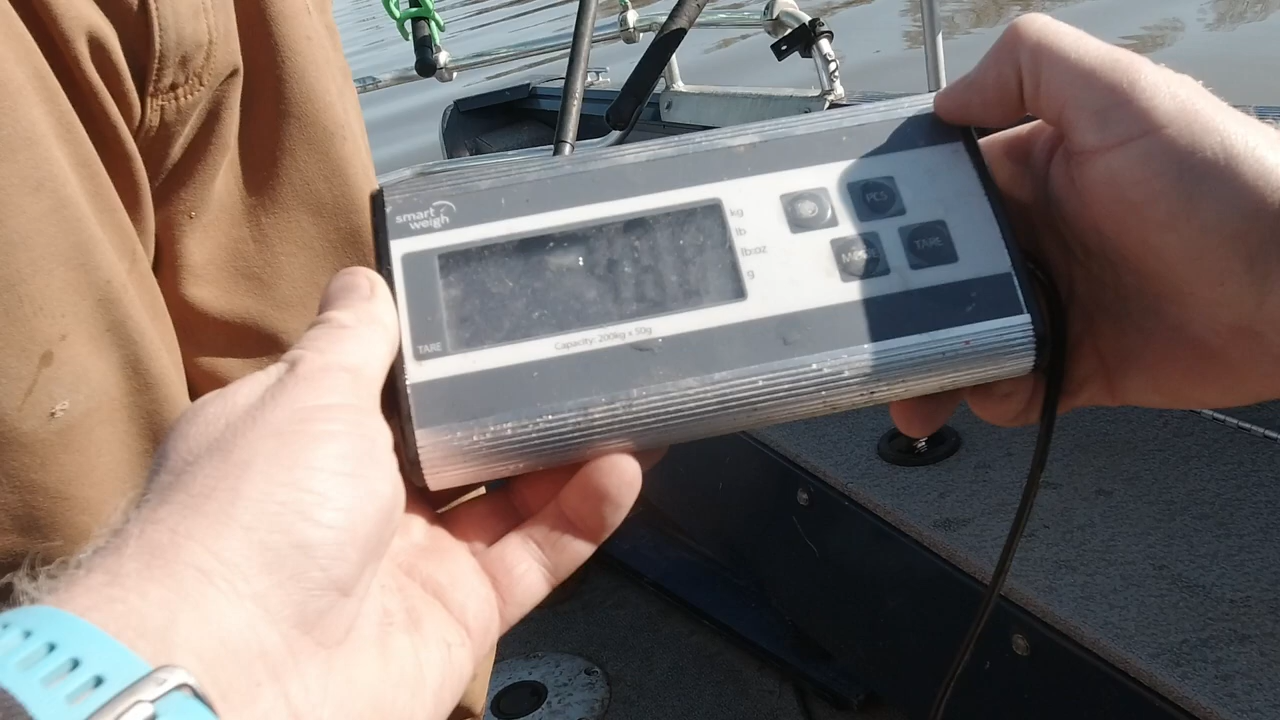 smart
weigh
kg
lb
lb:oz
g
PCS
TARE
TARE
Capacity: 200kg x 50g